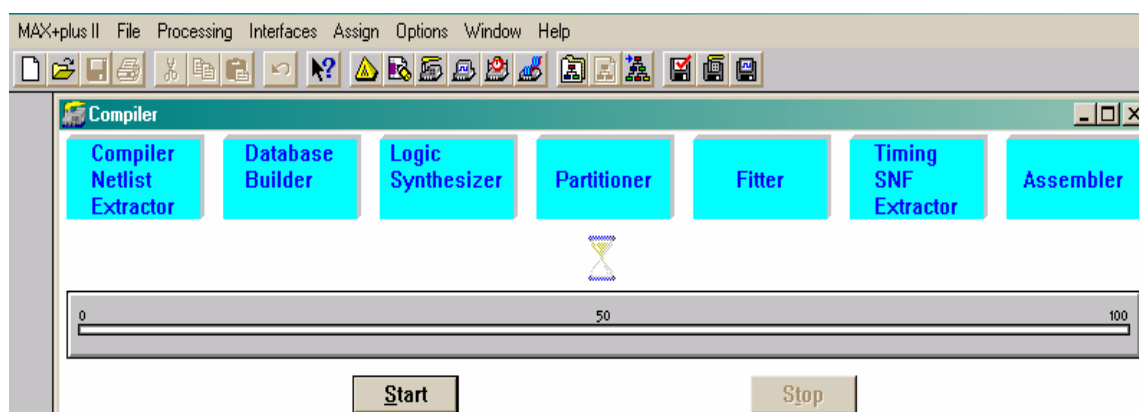 MAX+plus II File Processing Interfaces Assign Options Window Help
Compiler
Compiler Netlist Extractor
Database Builder
Logic Synthesizer
Partitioner
Fitter
Timing SNF Extractor
Assembler
0 50 100
Start Stop